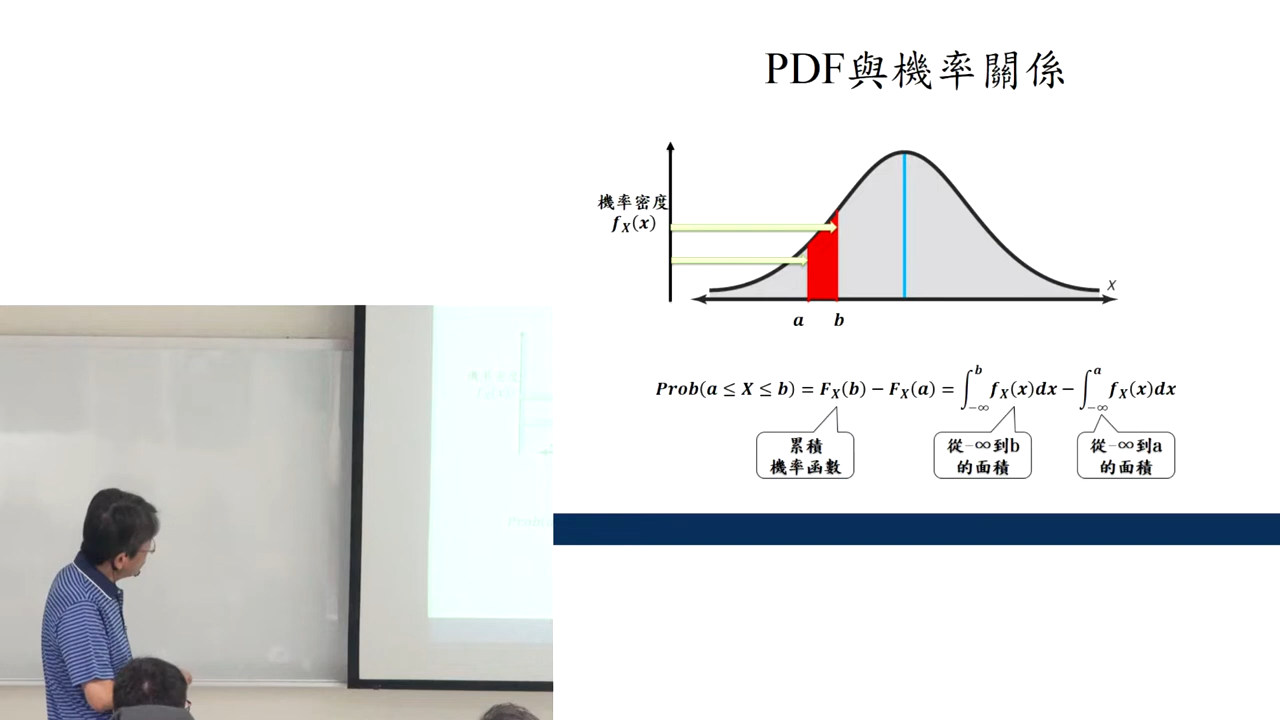 PDF與機率關係
機率密度
f_X(x)
X
a b
Prob(a ≤ X ≤ b) = F_X(b) − F_X(a) = ∫_{−∞}^{b} f_X(x)dx − ∫_{−∞}^{a} f_X(x)dx
累積
機率函數
從-∞到b
的面積
從-∞到a
的面積